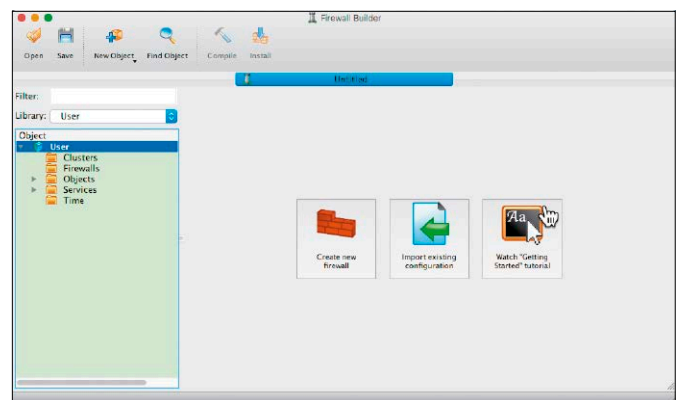 Firewall Builder
Open Save New Object Find Object Compile Install
Untitled
Filter:
Library: User
Object
User
Clusters
Firewalls
Objects
Services
Time
Create new
firewall
Import existing
configuration
Aa
Watch "Getting
Started" tutorial